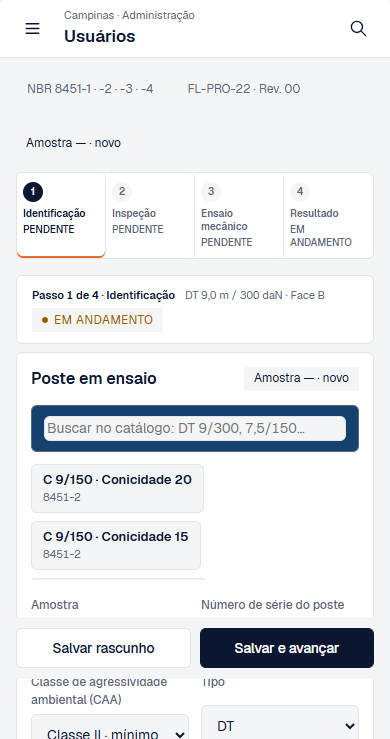 Campinas · Administração
Usuários
NBR 8451-1 · -2 · -3 · -4 FL-PRO-22 · Rev. 00
Amostra — · novo
1 2 3 4
Identificação Inspeção Ensaio mecânico Resultado
PENDENTE PENDENTE PENDENTE EM ANDAMENTO
Passo 1 de 4 · Identificação DT 9,0 m / 300 daN · Face B
EM ANDAMENTO
Poste em ensaio Amostra — · novo
Buscar no catálogo: DT 9/300, 7,5/150...
C 9/150 · Conicidade 20
8451-2
C 9/150 · Conicidade 15
8451-2
Amostra Número de série do poste
Salvar rascunho Salvar e avançar
Classe de agressividade Tipo
ambiental (CAA)
Classe II · mínimo DT